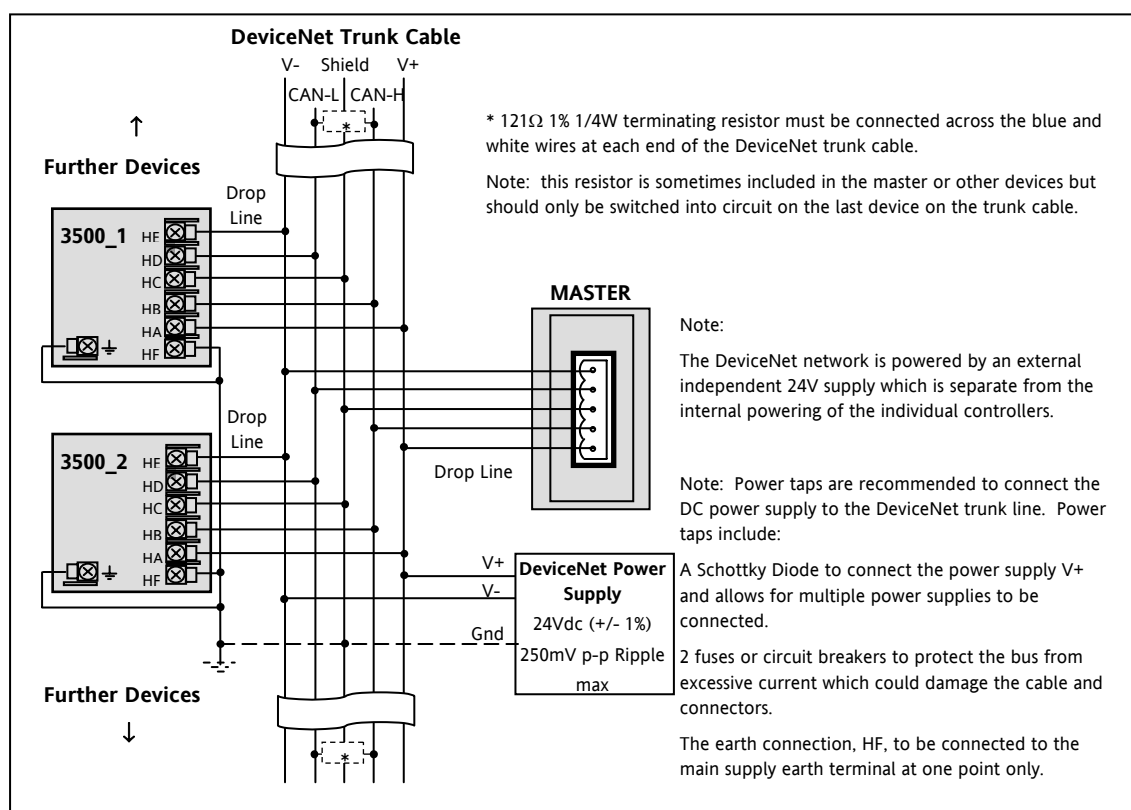 DeviceNet Trunk Cable
V- Shield V+
CAN-L CAN-H
*
↑
Further Devices
* 121Ω 1% 1/4W terminating resistor must be connected across the blue and
white wires at each end of the DeviceNet trunk cable.
Note: this resistor is sometimes included in the master or other devices but
should only be switched into circuit on the last device on the trunk cable.
Drop
Line
3500_1
HE
HD
HC
HB
HA
HF
MASTER
Drop Line
Note:
The DeviceNet network is powered by an external
independent 24V supply which is separate from the
internal powering of the individual controllers.
Drop
Line
3500_2
HE
HD
HC
HB
HA
HF
Note: Power taps are recommended to connect the
DC power supply to the DeviceNet trunk line. Power
taps include:
V+
V-
Gnd
DeviceNet Power
Supply
24Vdc (+/- 1%)
250mV p-p Ripple
max
A Schottky Diode to connect the power supply V+
and allows for multiple power supplies to be
connected.
2 fuses or circuit breakers to protect the bus from
excessive current which could damage the cable and
connectors.
The earth connection, HF, to be connected to the
main supply earth terminal at one point only.
Further Devices
↓
*